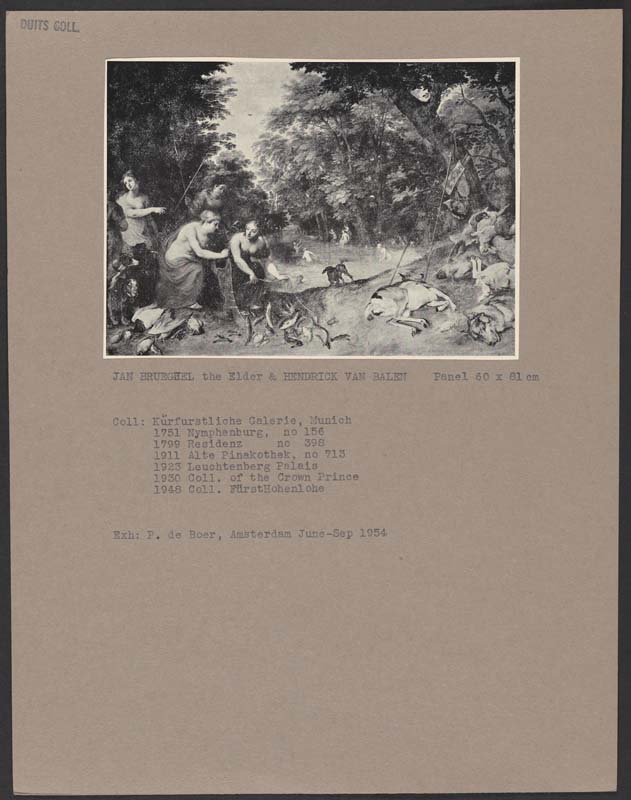 DUITS COLL.
JAN BRUEGHEL the Elder & HENDRICK VAN BALEN Panel 60 x 81 cm
Coll: Kürfurstliche Galerie, Munich
1751 Nymphenburg, no 156
1799 Residenz no 398
1911 Alte Pinakothek, no 713
1923 Leuchtenberg Palais
1930 Coll. of the Crown Prince
1948 Coll. FürstHohenlohe
Exh: P. de Boer, Amsterdam June-Sep 1954